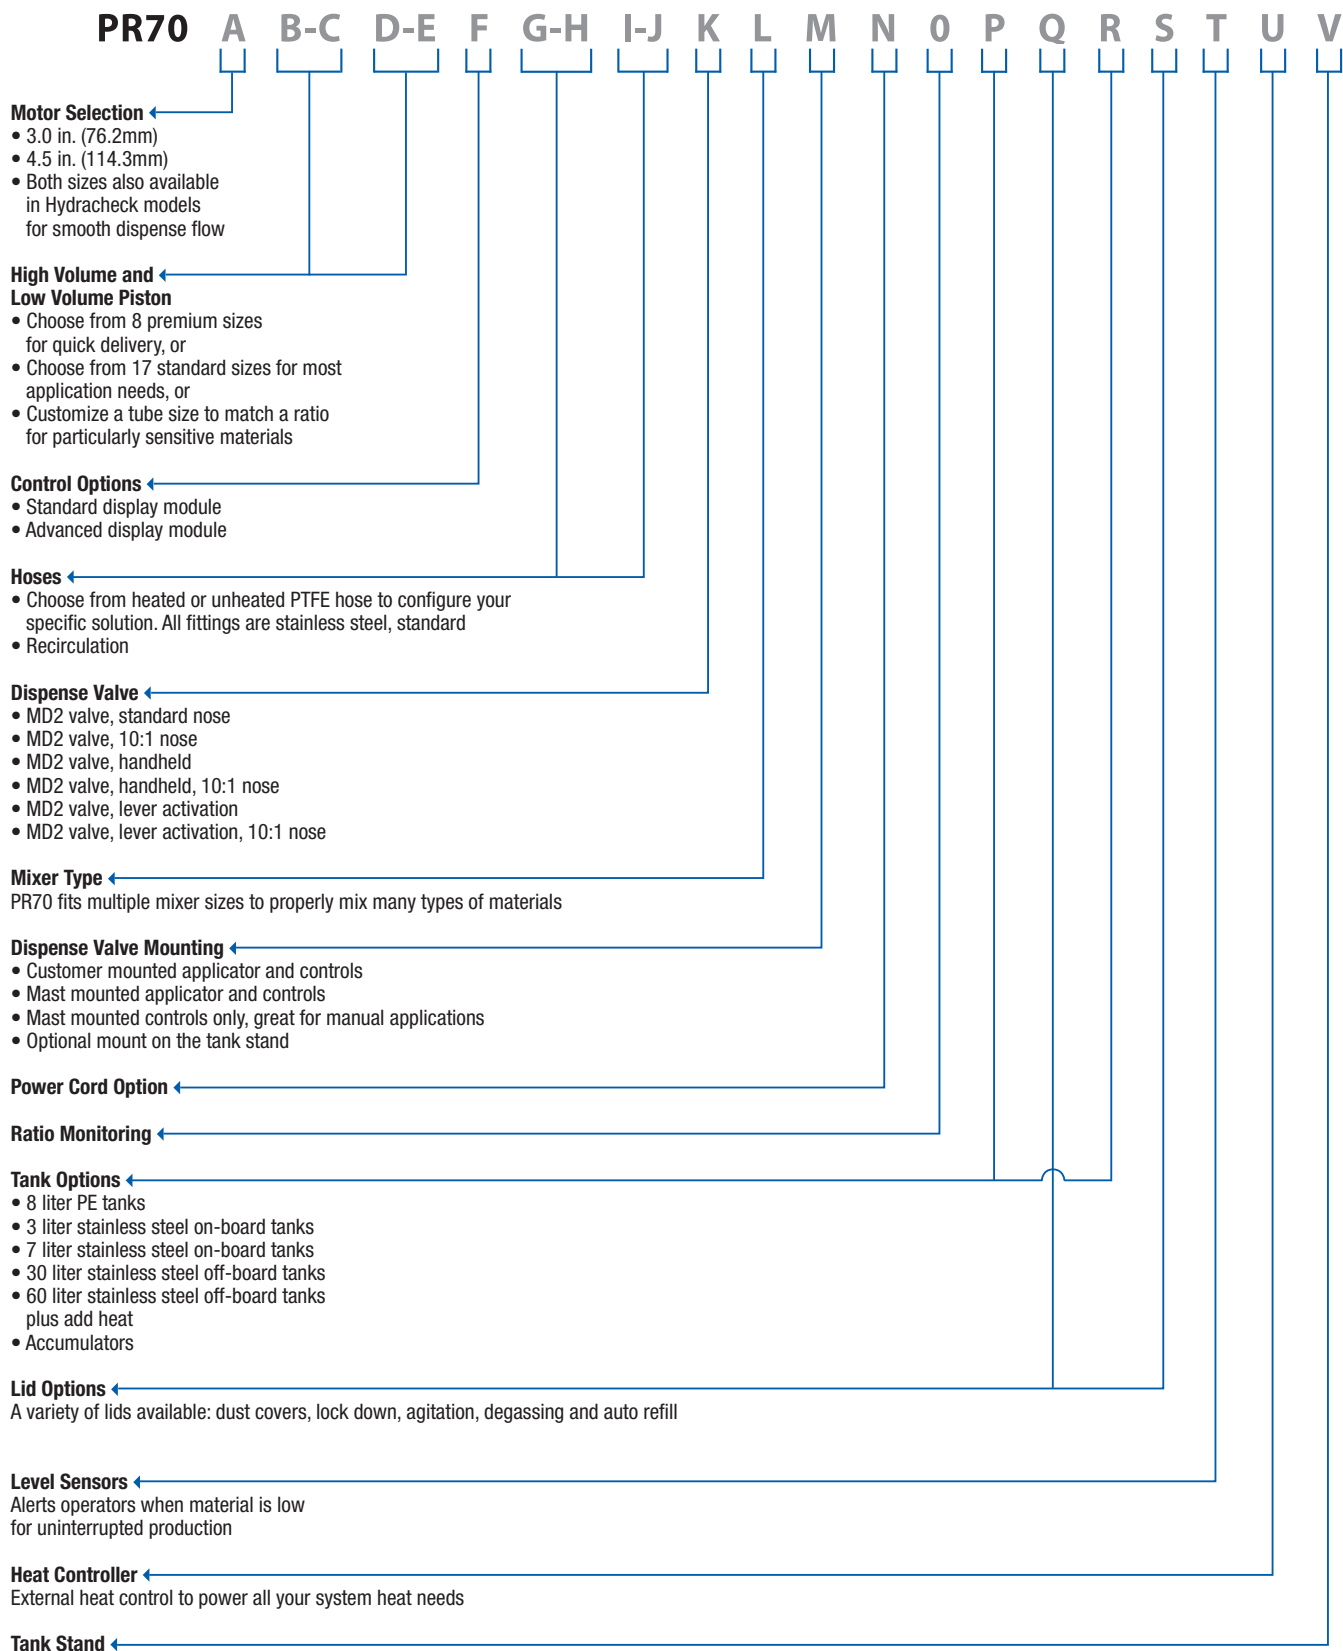 PR70 A B-C D-E F G-H I-J K L M N 0 P Q R S T U V
Motor Selection
• 3.0 in. (76.2mm)
• 4.5 in. (114.3mm)
• Both sizes also available
in Hydracheck models
for smooth dispense flow
High Volume and
Low Volume Piston
• Choose from 8 premium sizes
for quick delivery, or
• Choose from 17 standard sizes for most
application needs, or
• Customize a tube size to match a ratio
for particularly sensitive materials
Control Options
• Standard display module
• Advanced display module
Hoses
• Choose from heated or unheated PTFE hose to configure your
specific solution. All fittings are stainless steel, standard
• Recirculation
Dispense Valve
• MD2 valve, standard nose
• MD2 valve, 10:1 nose
• MD2 valve, handheld
• MD2 valve, handheld, 10:1 nose
• MD2 valve, lever activation
• MD2 valve, lever activation, 10:1 nose
Mixer Type
PR70 fits multiple mixer sizes to properly mix many types of materials
Dispense Valve Mounting
• Customer mounted applicator and controls
• Mast mounted applicator and controls
• Mast mounted controls only, great for manual applications
• Optional mount on the tank stand
Power Cord Option
Ratio Monitoring
Tank Options
• 8 liter PE tanks
• 3 liter stainless steel on-board tanks
• 7 liter stainless steel on-board tanks
• 30 liter stainless steel off-board tanks
• 60 liter stainless steel off-board tanks
plus add heat
• Accumulators
Lid Options
A variety of lids available: dust covers, lock down, agitation, degassing and auto refill
Level Sensors
Alerts operators when material is low
for uninterrupted production
Heat Controller
External heat control to power all your system heat needs
Tank Stand